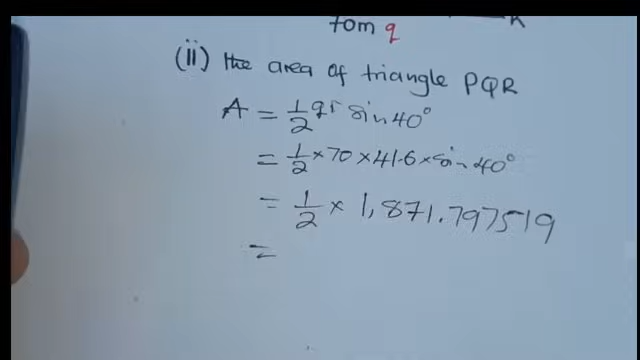 tom q R
(ii) the area of triangle PQR
A = 1/2 qr sin 40°
= 1/2 × 70 × 41.6 × sin 40°
= 1/2 × 1,871.797519
=